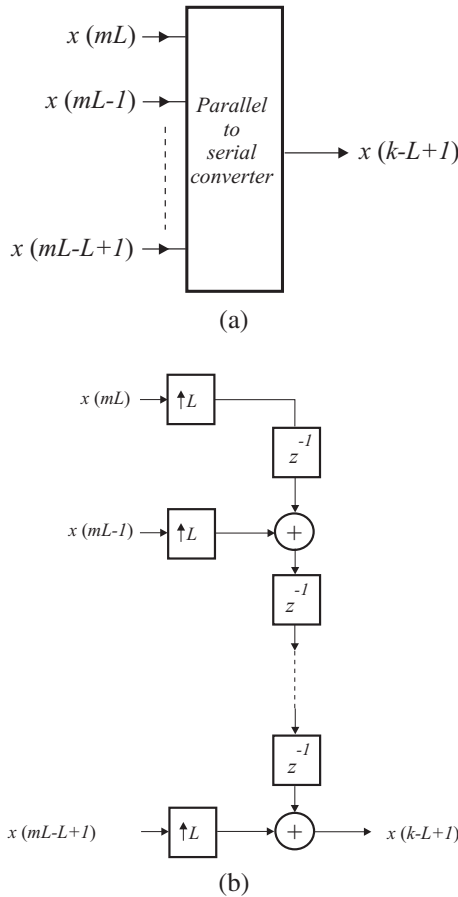 x (mL)
x (mL-1)
Parallel
to
serial
converter
x (k-L+1)
x (mL-L+1)
(a)
x (mL)
↑L
z⁻¹
x (mL-1)
↑L
+
z⁻¹
z⁻¹
x (mL-L+1)
↑L
+
x (k-L+1)
(b)